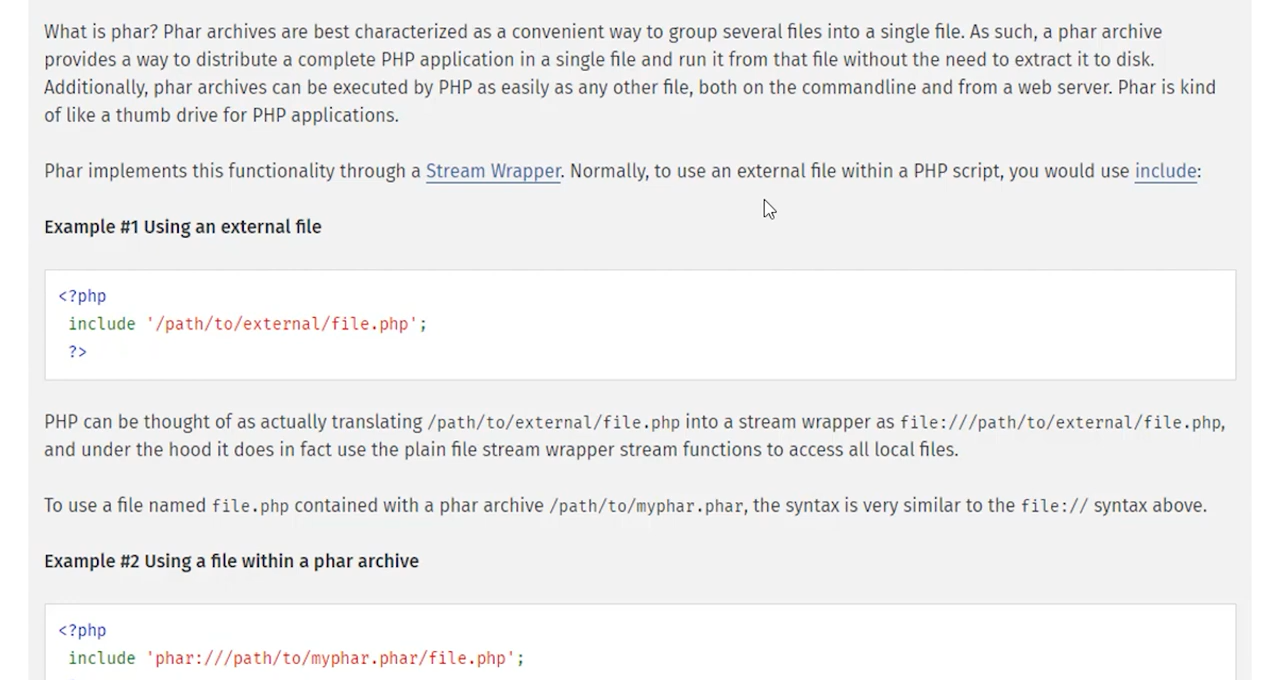 What is phar? Phar archives are best characterized as a convenient way to group several files into a single file. As such, a phar archive
provides a way to distribute a complete PHP application in a single file and run it from that file without the need to extract it to disk.
Additionally, phar archives can be executed by PHP as easily as any other file, both on the commandline and from a web server. Phar is kind
of like a thumb drive for PHP applications.
Phar implements this functionality through a Stream Wrapper. Normally, to use an external file within a PHP script, you would use include:
Example #1 Using an external file
<?php
include '/path/to/external/file.php';
?>
PHP can be thought of as actually translating /path/to/external/file.php into a stream wrapper as file:///path/to/external/file.php,
and under the hood it does in fact use the plain file stream wrapper stream functions to access all local files.
To use a file named file.php contained with a phar archive /path/to/myphar.phar, the syntax is very similar to the file:// syntax above.
Example #2 Using a file within a phar archive
<?php
include 'phar:///path/to/myphar.phar/file.php';